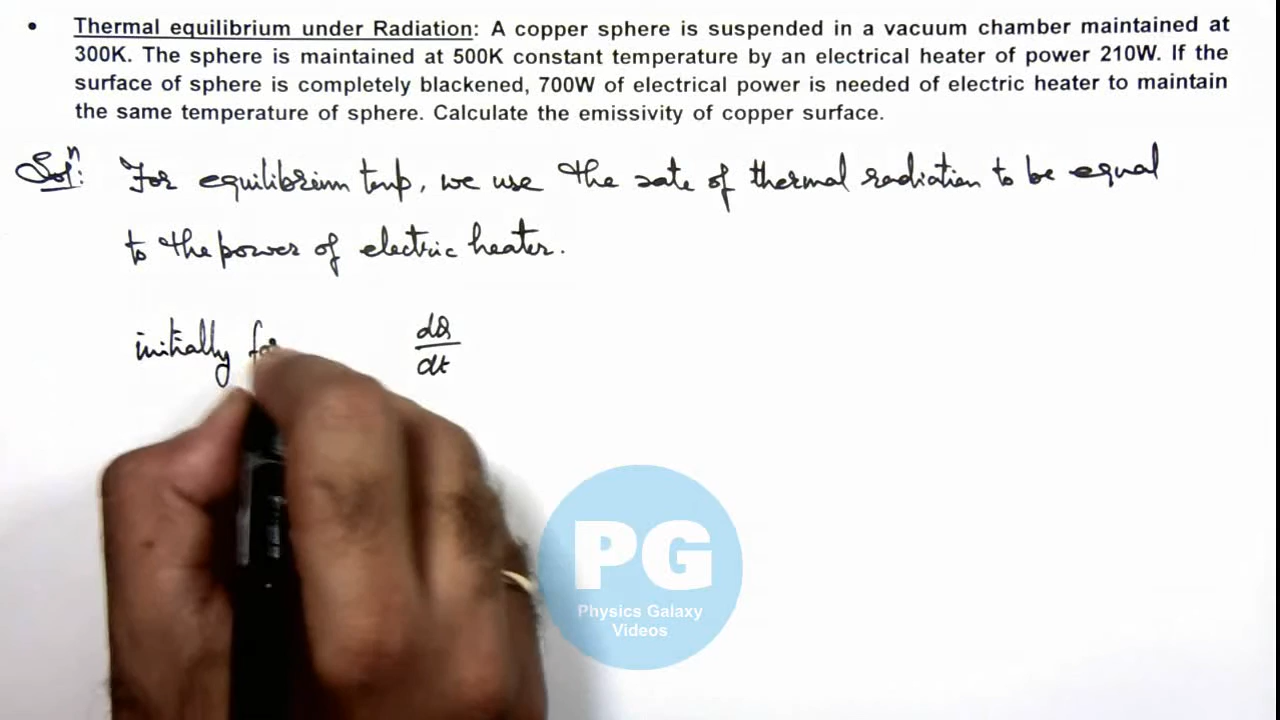 • Thermal equilibrium under Radiation: A copper sphere is suspended in a vacuum chamber maintained at
300K. The sphere is maintained at 500K constant temperature by an electrical heater of power 210W. If the
surface of sphere is completely blackened, 700W of electrical power is needed of electric heater to maintain
the same temperature of sphere. Calculate the emissivity of copper surface.
Solⁿ: For equilibrium temp, we use the rate of thermal radiation to be equal
to the power of electric heater.
initially for dQ
dt
PG
Physics Galaxy
Videos